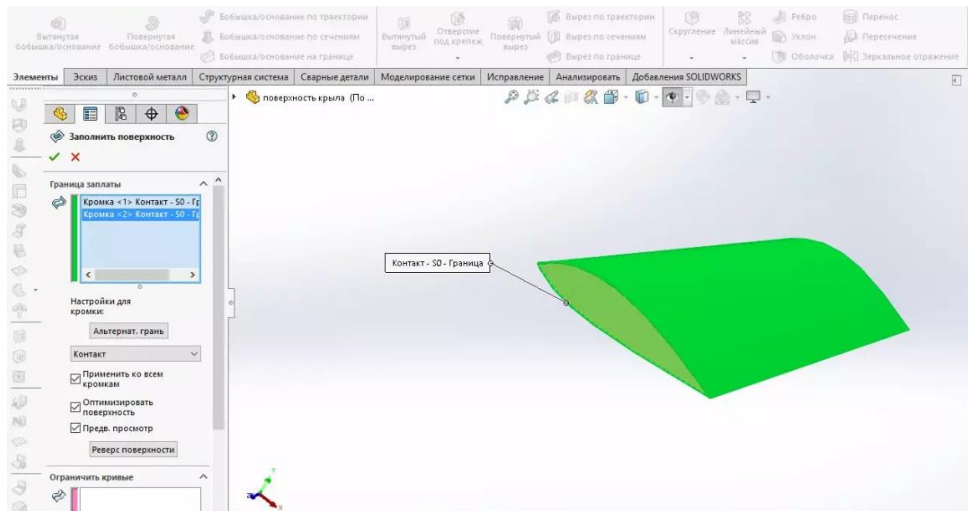 Вытянутая
бобышка/основание
Повернутая
бобышка/основание
Бобышка/основание по траектории
Бобышка/основание по сечениям
Бобышка/основание на границе
Вытянутый
вырез
Отверстие
под крепеж
Повернутый
вырез
Вырез по траектории
Вырез по сечениям
Вырез по границе
Скругление
Линейный
массив
Ребро
Уклон
Оболочка
Перенос
Пересечение
Зеркальное отражение
Элементы
Эскиз
Листовой металл
Структурная система
Сварные детали
Моделирование сетки
Исправление
Анализировать
Добавления SOLIDWORKS
поверхность крыла (По ...
Заполнить поверхность
Граница заплаты
Кромка <1> Контакт - S0 - Гр
Кромка <2> Контакт - S0 - Гр
Настройки для
кромки:
Альтернат. грань
Контакт
Применить ко всем
кромкам
Оптимизировать
поверхность
Предв. просмотр
Реверс поверхности
Ограничить кривые
Контакт - S0 - Граница